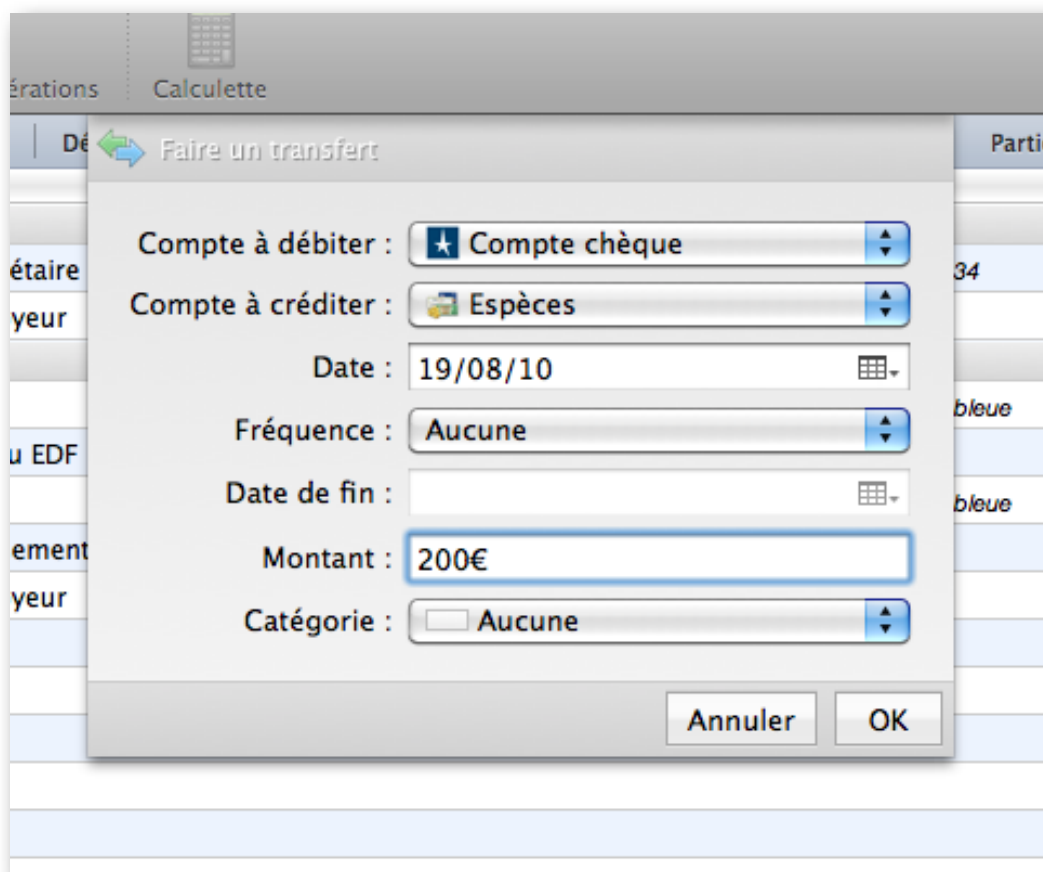 érations
Calculette
Dé
Faire un transfert
Parti
Compte à débiter : Compte chèque
étaire
34
Compte à créditer : Espèces
yeur
Date : 19/08/10
bleue
Fréquence : Aucune
u EDF
Date de fin :
bleue
ement
Montant : 200€
yeur
Catégorie : Aucune
Annuler
OK